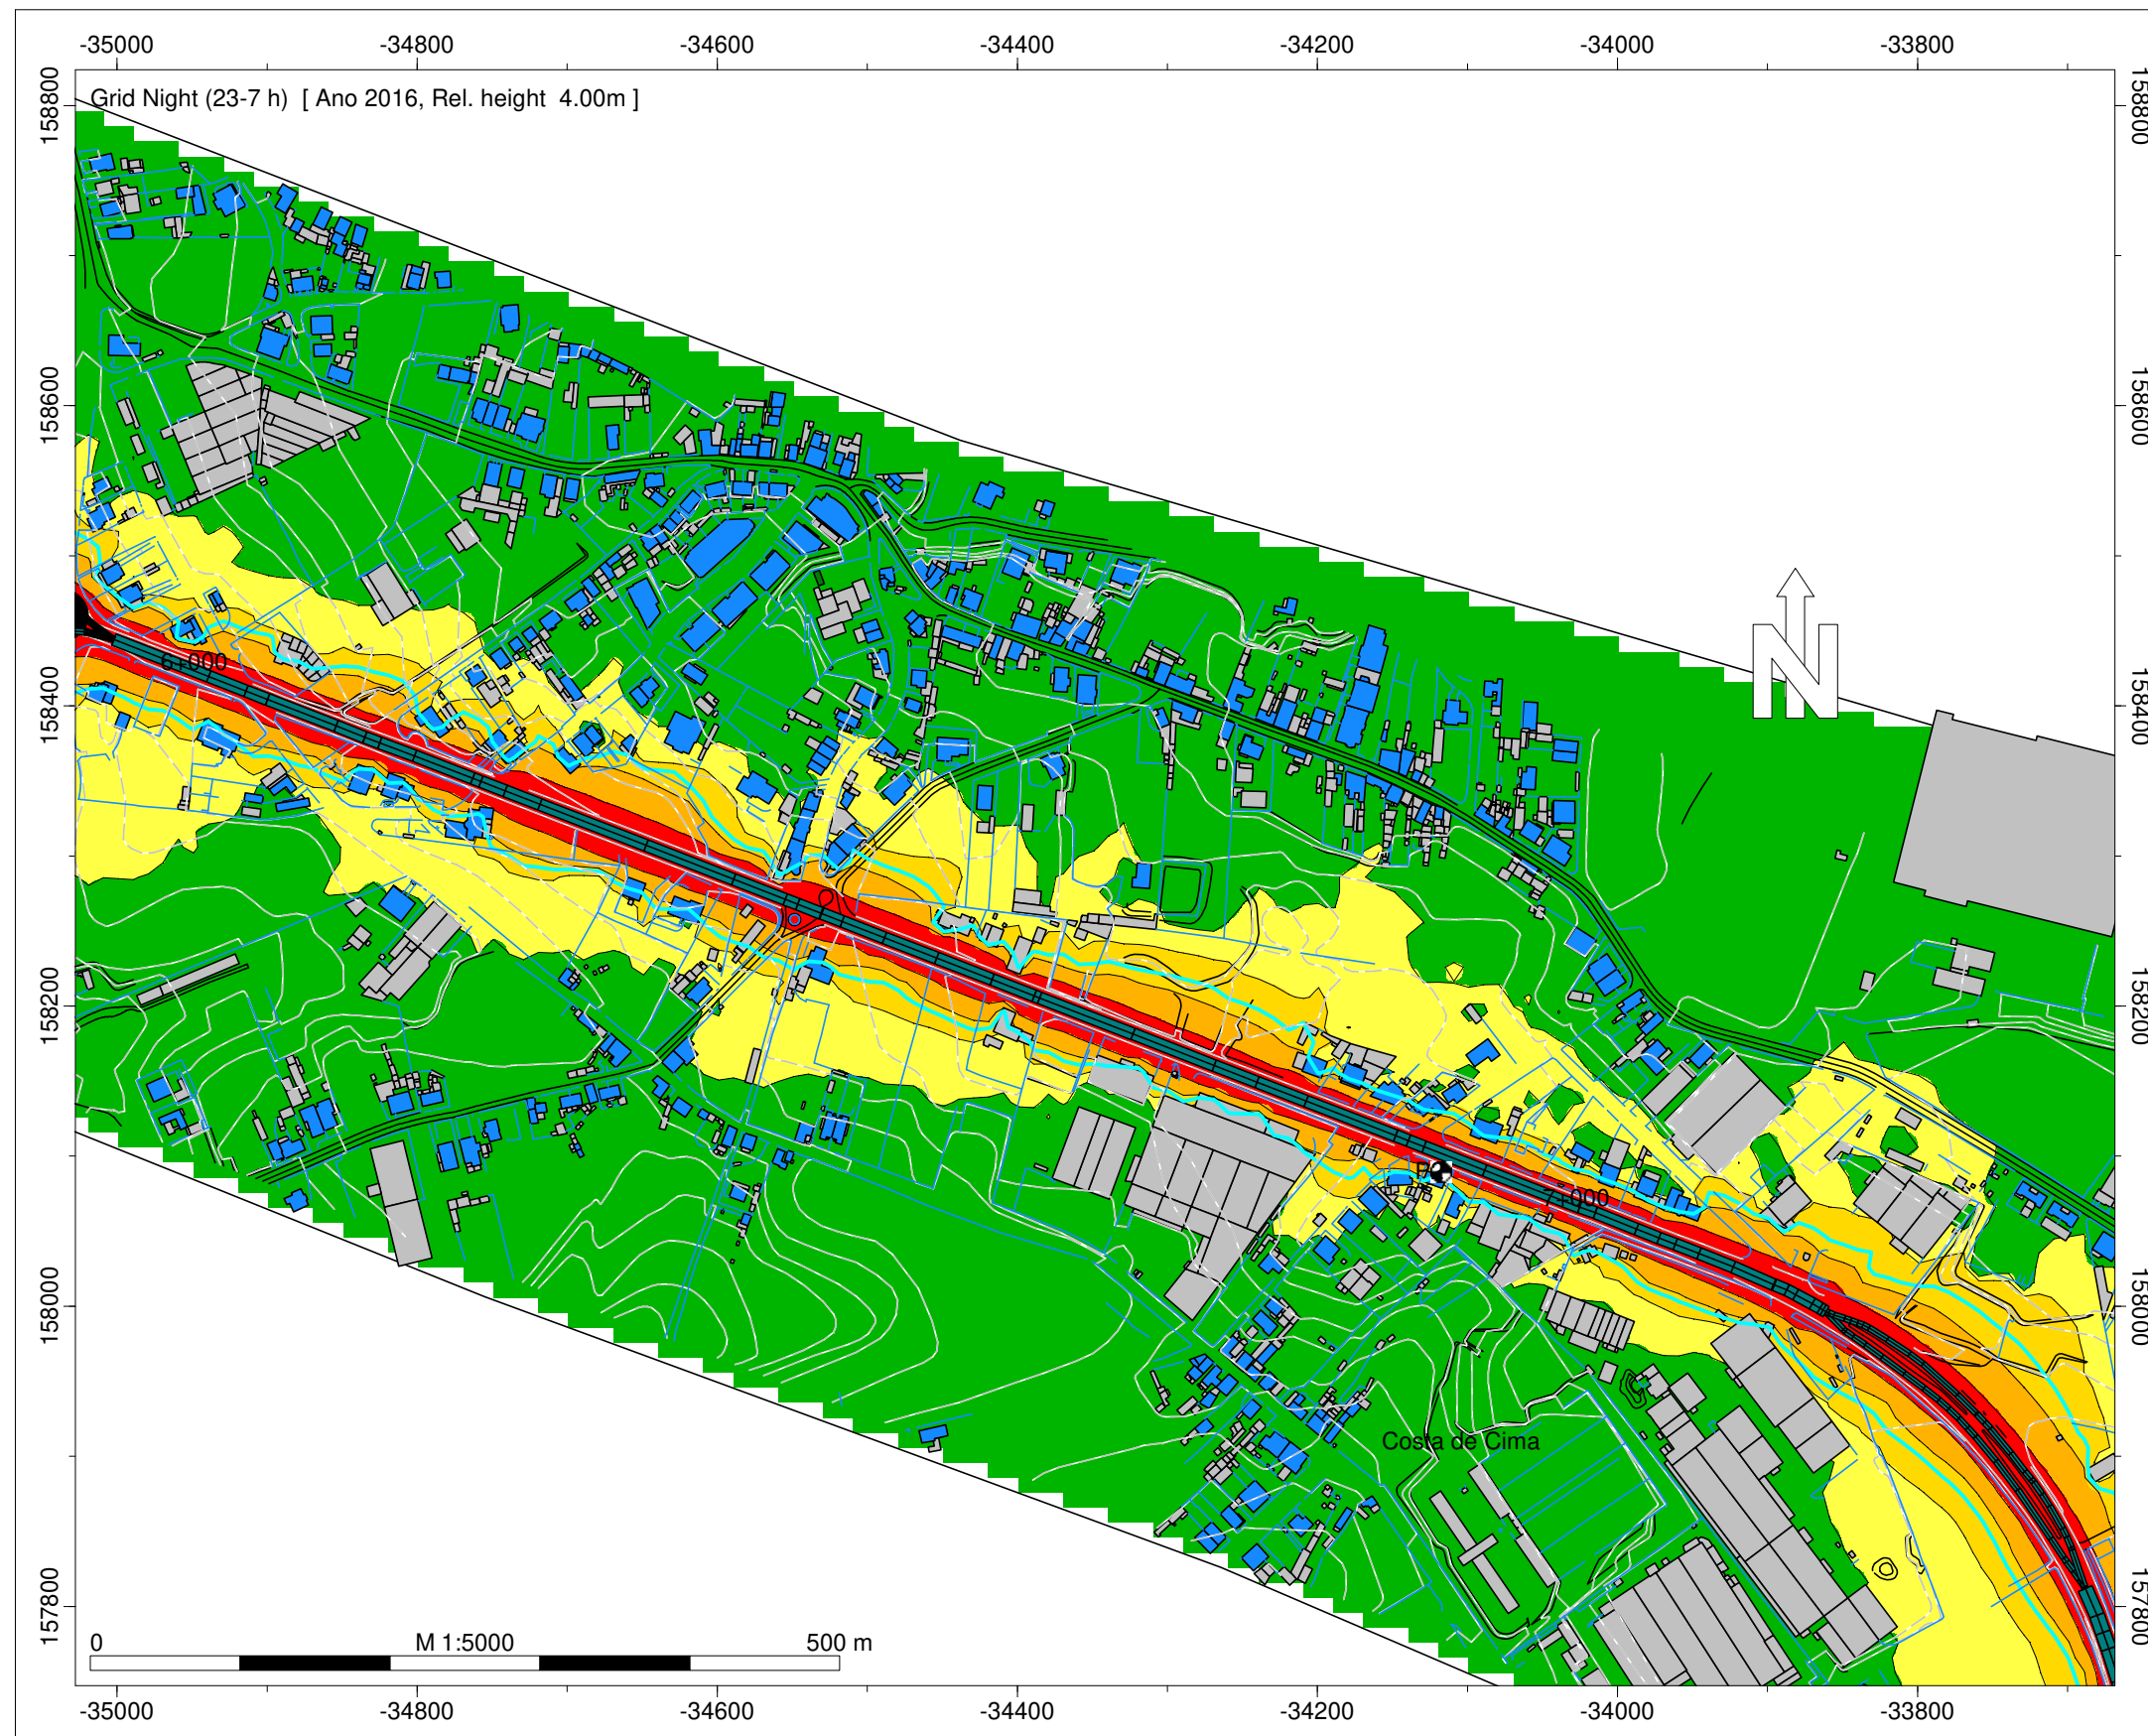 -35000 -34800 -34600 -34400 -34200 -34000 -33800
158800 158800
Grid Night (23-7 h) [ Ano 2016, Rel. height 4.00m ]
158600 158600
N
6+000
158400 158400
158200 158200
7+000
158000 158000
Costa de Cima
157800 157800
0 M 1:5000 500 m
-35000 -34800 -34600 -34400 -34200 -34000 -33800